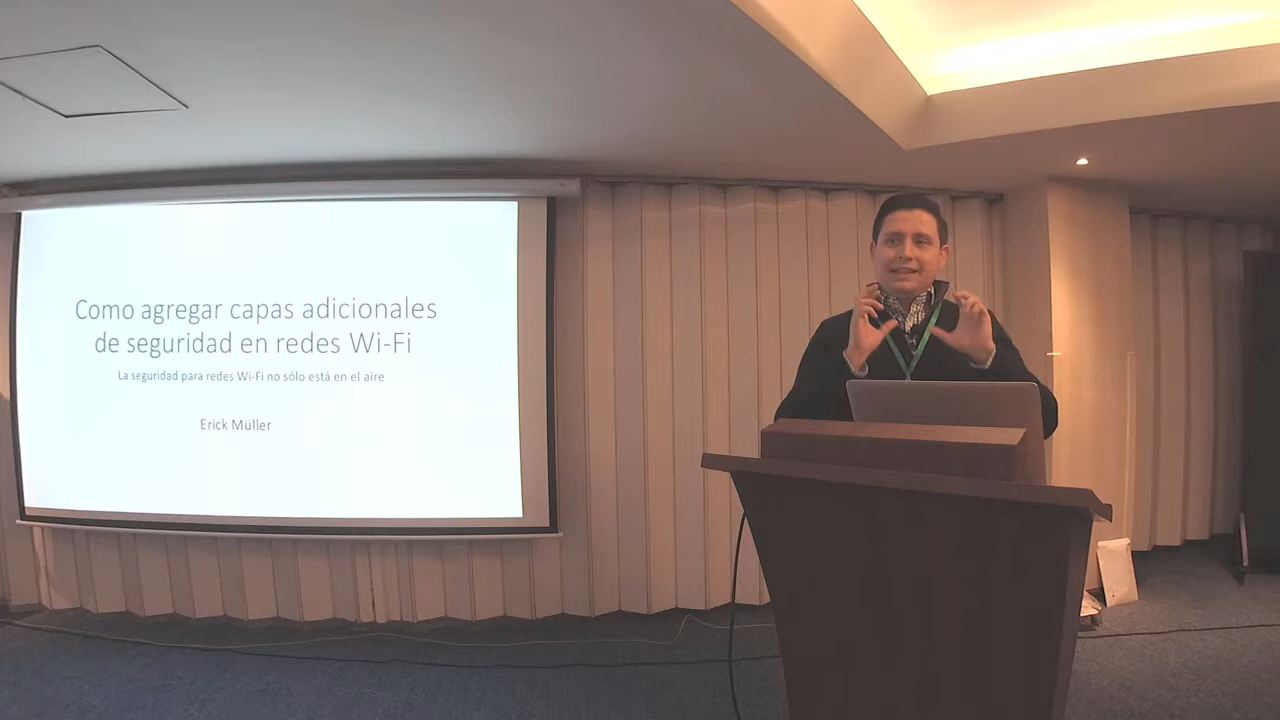 Como agregar capas adicionales
de seguridad en redes Wi-Fi
La seguridad para redes Wi-Fi no sólo está en el aire
Erick Müller